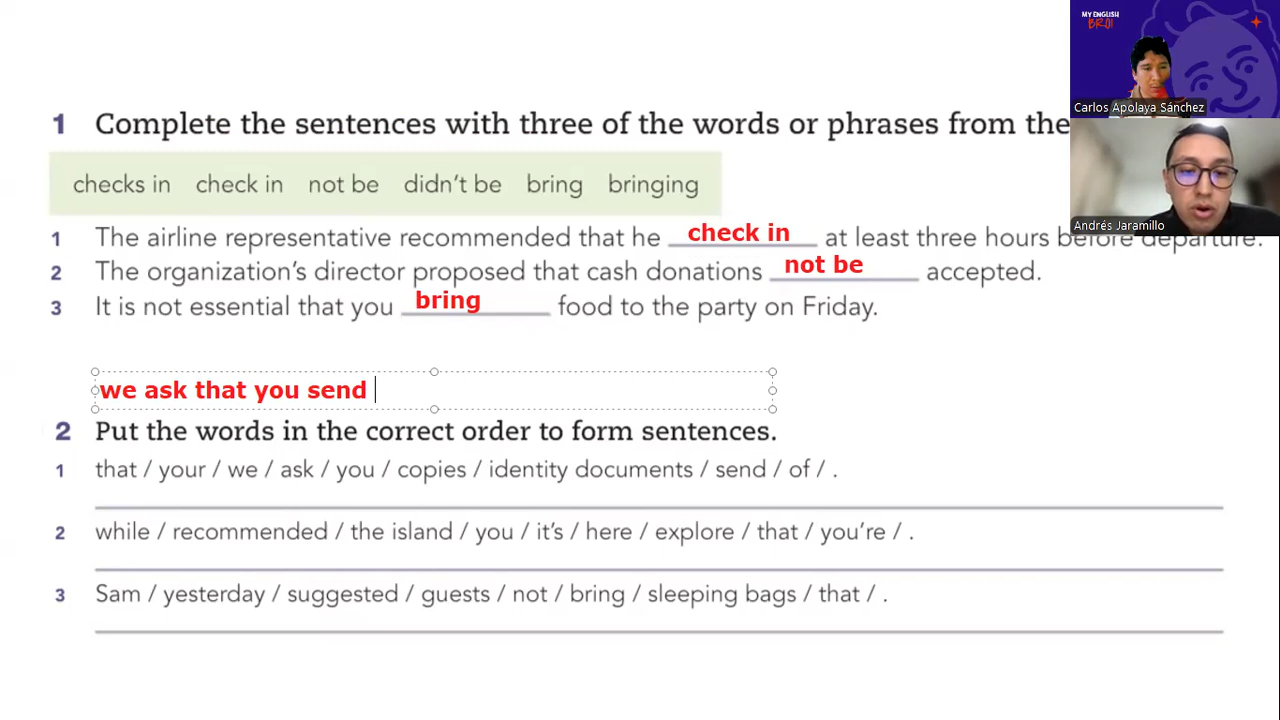 MY ENGLISH
BRO!
Carlos Apolaya Sánchez
Andrés Jaramillo
1 Complete the sentences with three of the words or phrases from the
checks in check in not be didn't be bring bringing
1 The airline representative recommended that he check in at least three hours before departure.
2 The organization's director proposed that cash donations not be accepted.
3 It is not essential that you bring food to the party on Friday.
we ask that you send
2 Put the words in the correct order to form sentences.
1 that / your / we / ask / you / copies / identity documents / send / of / .
2 while / recommended / the island / you / it's / here / explore / that / you're / .
3 Sam / yesterday / suggested / guests / not / bring / sleeping bags / that / .